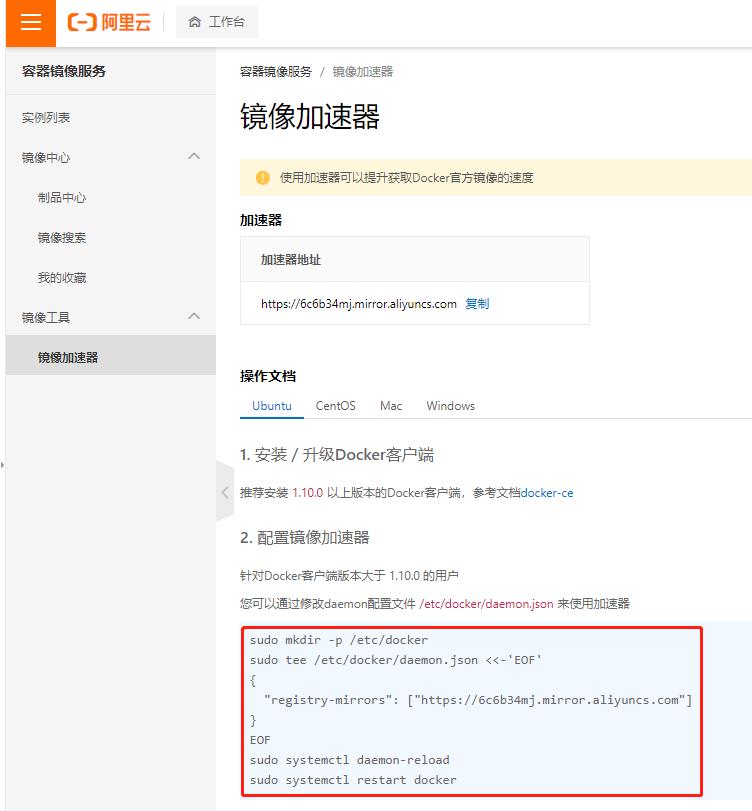 阿里云
工作台
容器镜像服务
实例列表
镜像中心
制品中心
镜像搜索
我的收藏
镜像工具
镜像加速器
容器镜像服务 / 镜像加速器
镜像加速器
使用加速器可以提升获取Docker官方镜像的速度
加速器
加速器地址
https://6c6b34mj.mirror.aliyuncs.com 复制
操作文档
Ubuntu CentOS Mac Windows
1. 安装 / 升级Docker客户端
推荐安装 1.10.0 以上版本的Docker客户端，参考文档docker-ce
2. 配置镜像加速器
针对Docker客户端版本大于 1.10.0 的用户
您可以通过修改daemon配置文件 /etc/docker/daemon.json 来使用加速器
sudo mkdir -p /etc/docker
sudo tee /etc/docker/daemon.json <<-'EOF'
{
  "registry-mirrors": ["https://6c6b34mj.mirror.aliyuncs.com"]
}
EOF
sudo systemctl daemon-reload
sudo systemctl restart docker